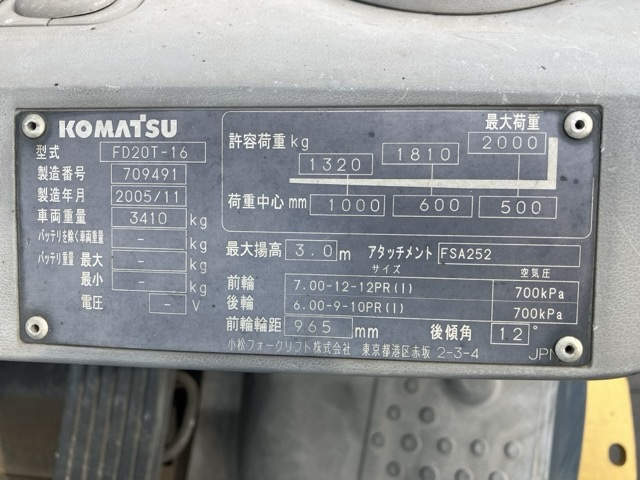 KOMATSU
型式 FD20T-16
製造番号 709491
製造年月 2005/11
車両重量 3410 kg
バッテリを除く車両重量 - kg
バッテリ重量 最大 - kg
最小 - kg
電圧 - V
最大荷重
許容荷重 kg 1320 1810 2000
荷重中心 mm 1000 600 500
最大揚高 3.0 m アタッチメント FSA252
サイズ 空気圧
前輪 7.00-12-12PR(I) 700kPa
後輪 6.00-9-10PR(I) 700kPa
前輪輪距 965 mm 後傾角 12°
小松フォークリフト株式会社 東京都港区赤坂 2-3-4 JPN